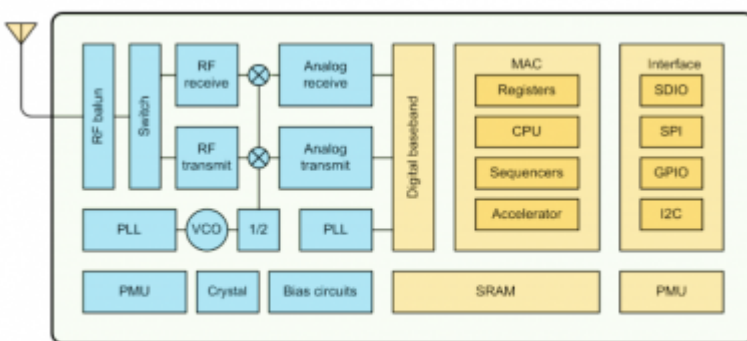 RF balun
Switch
RF
receive
Analog
receive
RF
transmit
Analog
transmit
PLL
VCO
1/2
PLL
Digital baseband
MAC
Registers
CPU
Sequencers
Accelerator
Interface
SDIO
SPI
GPIO
I2C
PMU
Crystal
Bias circuits
SRAM
PMU